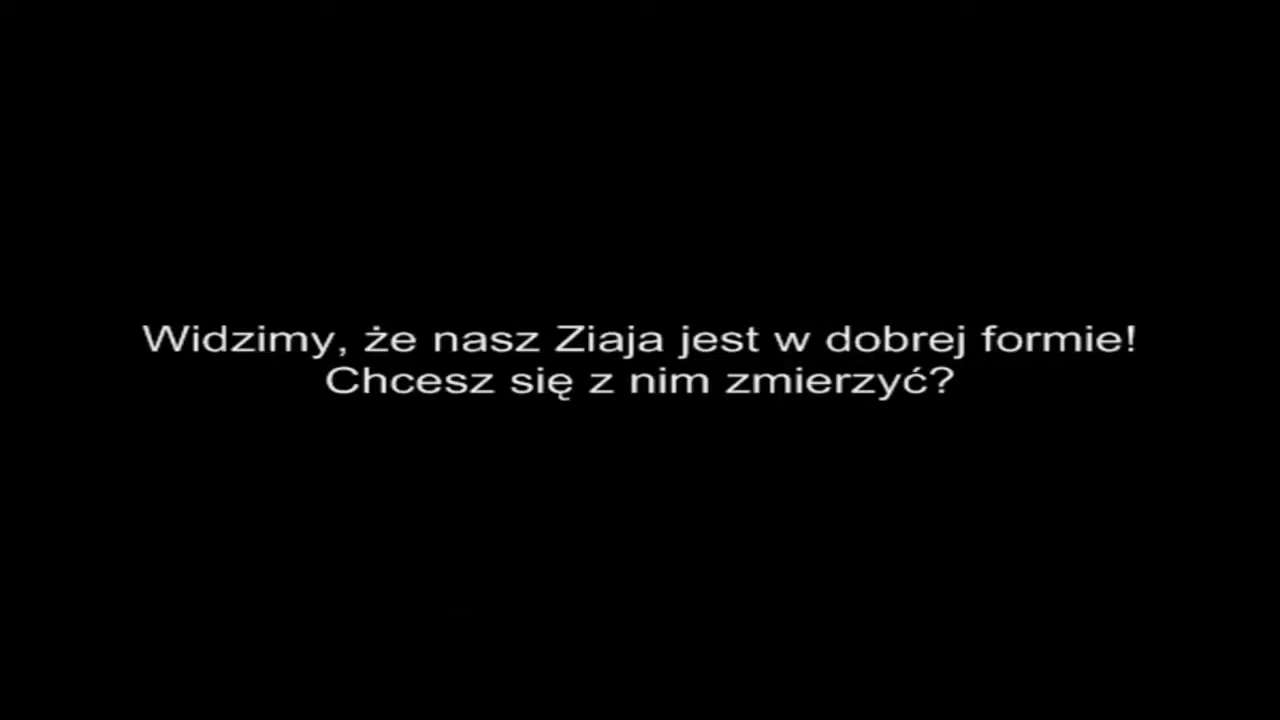 Widzimy, że nasz Ziaja jest w dobrej formie!
Chcesz się z nim zmierzyć?